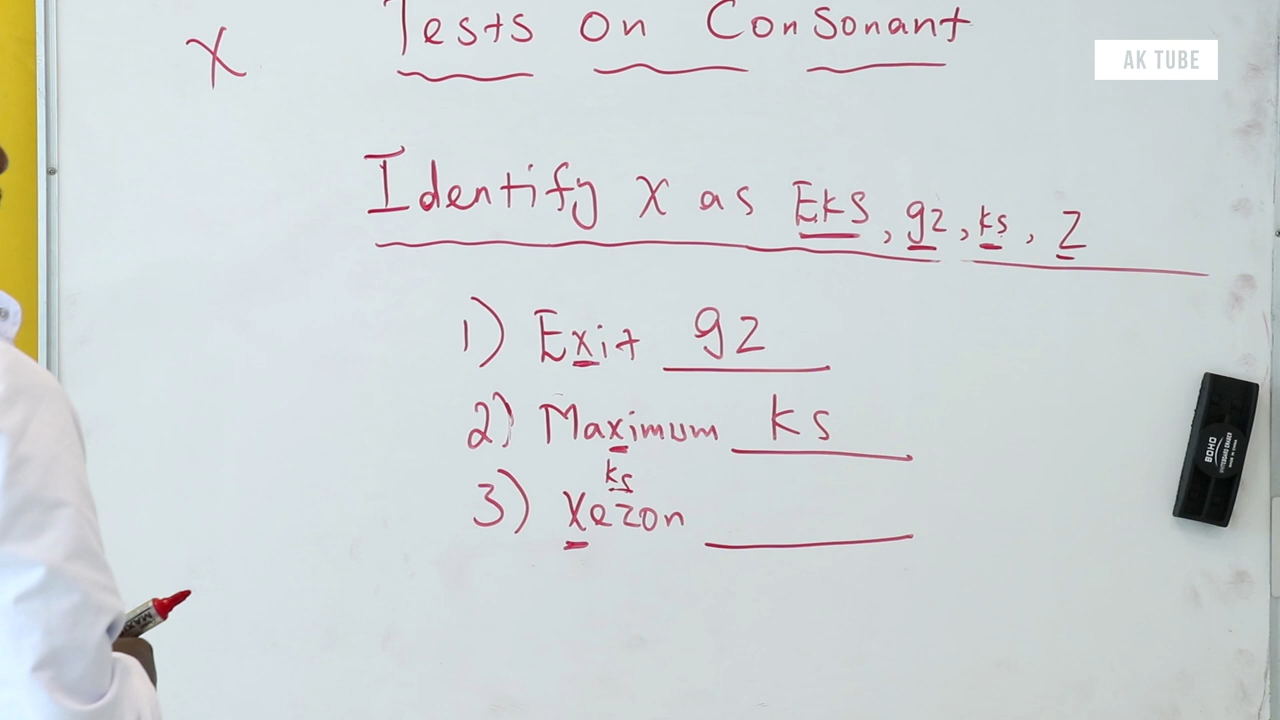 X
Tests on Consonant
AK TUBE
Identify X as Eks, gz, ks, Z
1) Exit gz
2) Maximum ks
ks
3) Xezon
BOHO